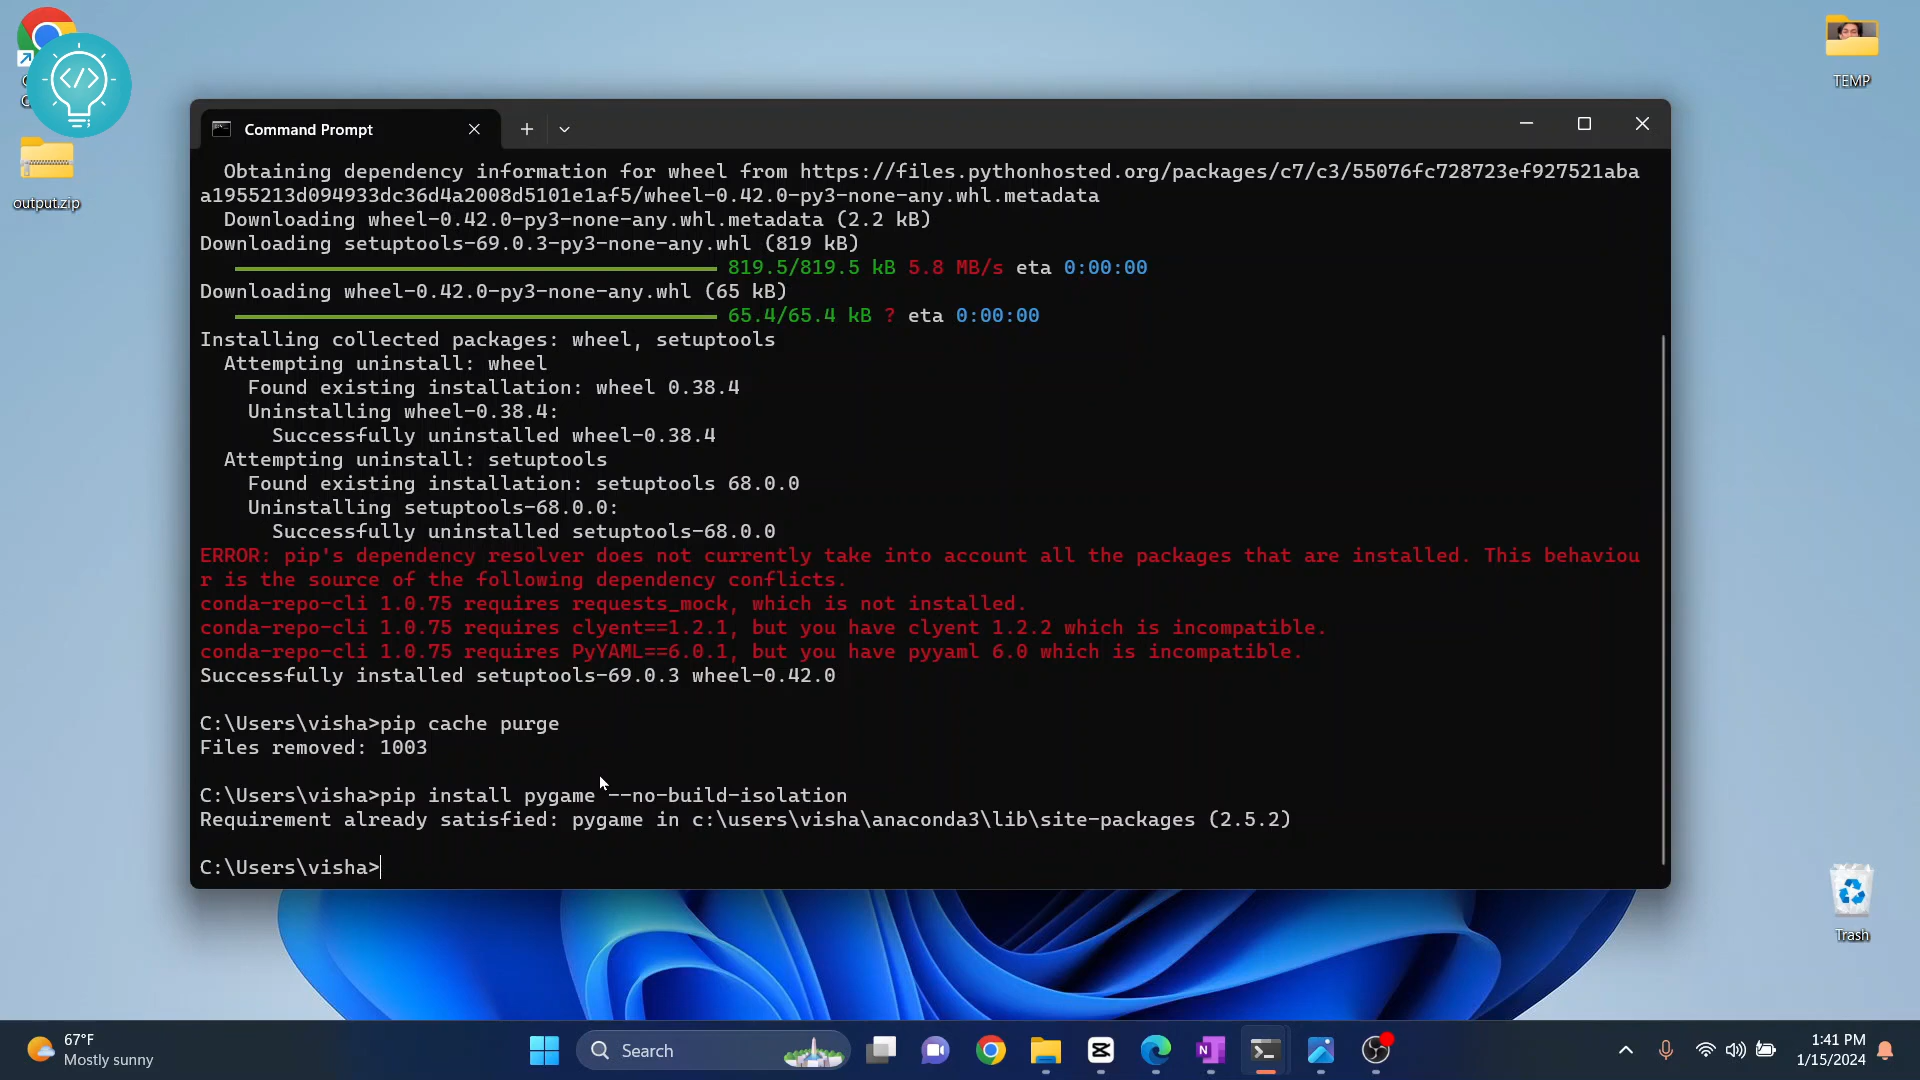 Command Prompt
Obtaining dependency information for wheel from https://files.pythonhosted.org/packages/c7/c3/55076fc728723ef927521aba
a1955213d094933dc36d4a2008d5101e1af5/wheel-0.42.0-py3-none-any.whl.metadata
Downloading wheel-0.42.0-py3-none-any.whl.metadata (2.2 kB)
Downloading setuptools-69.0.3-py3-none-any.whl (819 kB)
819.5/819.5 kB 5.8 MB/s eta 0:00:00
Downloading wheel-0.42.0-py3-none-any.whl (65 kB)
65.4/65.4 kB ? eta 0:00:00
Installing collected packages: wheel, setuptools
Attempting uninstall: wheel
Found existing installation: wheel 0.38.4
Uninstalling wheel-0.38.4:
Successfully uninstalled wheel-0.38.4
Attempting uninstall: setuptools
Found existing installation: setuptools 68.0.0
Uninstalling setuptools-68.0.0:
Successfully uninstalled setuptools-68.0.0
ERROR: pip's dependency resolver does not currently take into account all the packages that are installed. This behaviou
r is the source of the following dependency conflicts.
conda-repo-cli 1.0.75 requires requests_mock, which is not installed.
conda-repo-cli 1.0.75 requires clyent==1.2.1, but you have clyent 1.2.2 which is incompatible.
conda-repo-cli 1.0.75 requires PyYAML==6.0.1, but you have pyyaml 6.0 which is incompatible.
Successfully installed setuptools-69.0.3 wheel-0.42.0
C:\Users\visha>pip cache purge
Files removed: 1003
C:\Users\visha>pip install pygame --no-build-isolation
Requirement already satisfied: pygame in c:\users\visha\anaconda3\lib\site-packages (2.5.2)
C:\Users\visha>
output.zip
TEMP
Trash
67°F
Mostly sunny
Search
1:41 PM
1/15/2024